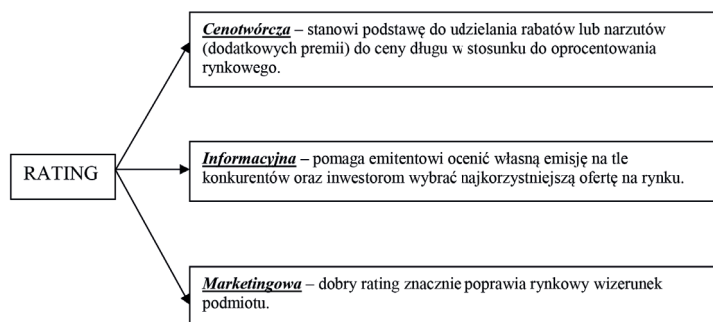 Cenotwórcza – stanowi podstawę do udzielania rabatów lub narzutów
(dodatkowych premii) do ceny długu w stosunku do oprocentowania
rynkowego.
RATING
Informacyjna – pomaga emitentowi ocenić własną emisję na tle
konkurentów oraz inwestorom wybrać najkorzystniejszą ofertę na rynku.
Marketingowa – dobry rating znacznie poprawia rynkowy wizerunek
podmiotu.